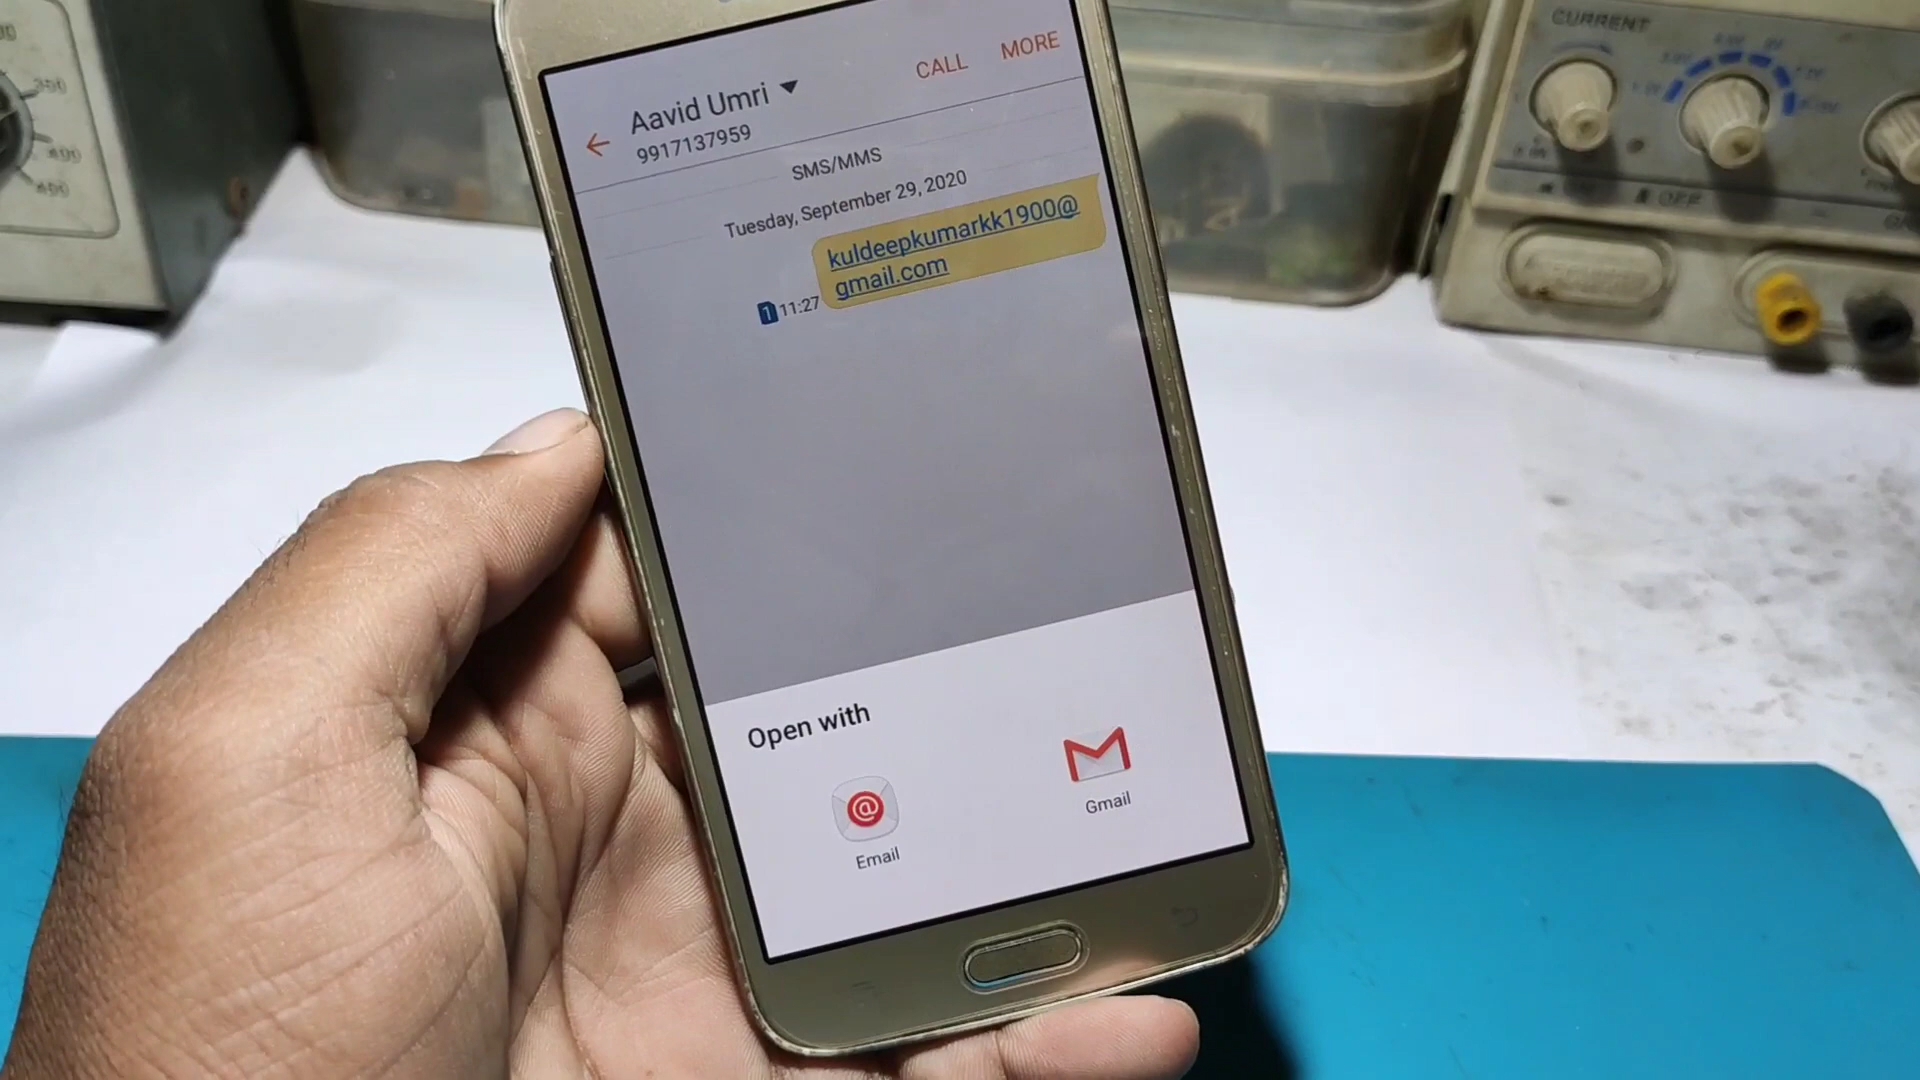 CURRENT
OFF
CALL
MORE
Aavid Umri
9917137959
SMS/MMS
Tuesday, September 29, 2020
kuldeepkumarkk1900@
gmail.com
1 11:27
Open with
Email
Gmail